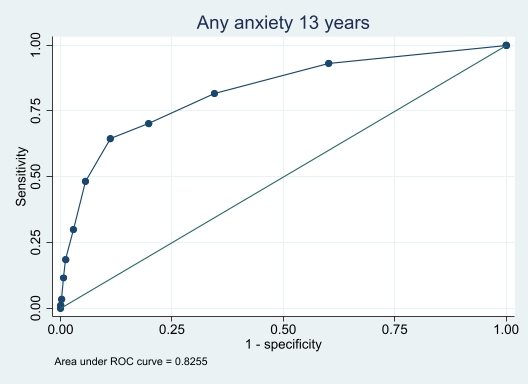 Any anxiety 13 years
1.00
0.75
0.50
0.25
0.00
Sensitivity
0.00 0.25 0.50 0.75 1.00
1 - specificity
Area under ROC curve = 0.8255